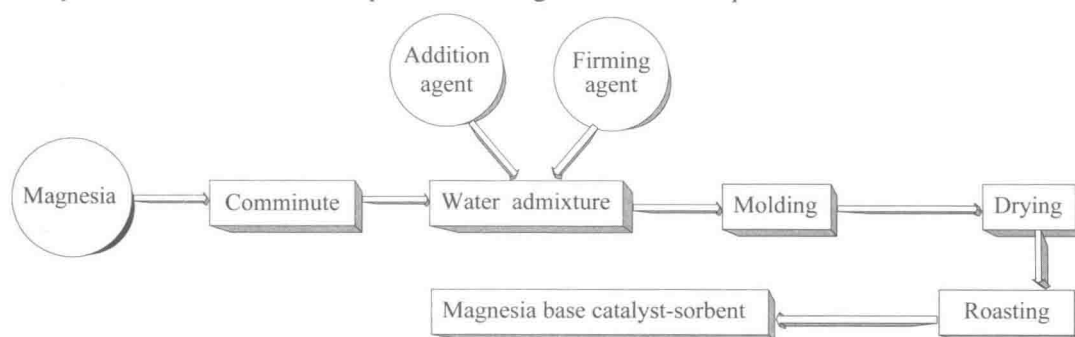 Addition
agent
Firming
agent
Magnesia
Comminute
Water admixture
Molding
Drying
Magnesia base catalyst-sorbent
Roasting